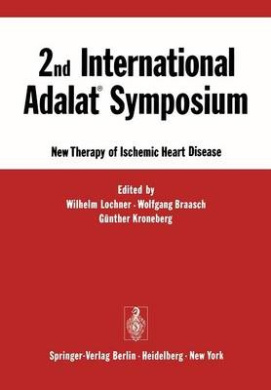 2nd International
Adalat® Symposium
New Therapy of Ischemic Heart Disease
Edited by
Wilhelm Lochner · Wolfgang Braasch
Günther Kroneberg
Springer-Verlag Berlin · Heidelberg · New York